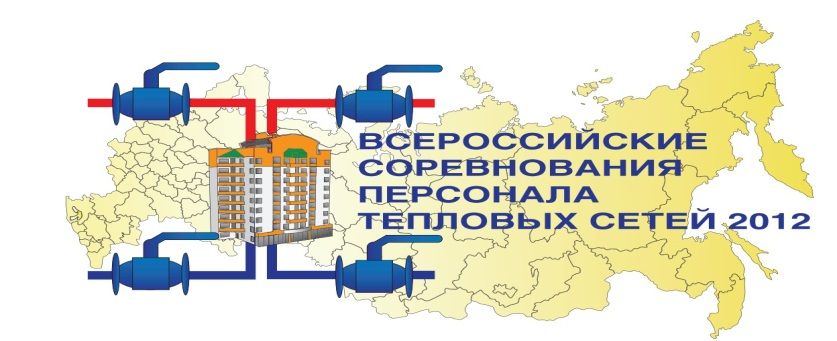 ВСЕРОССИЙСКИЕ
СОРЕВНОВАНИЯ
ПЕРСОНАЛА
ТЕПЛОВЫХ СЕТЕЙ 2012